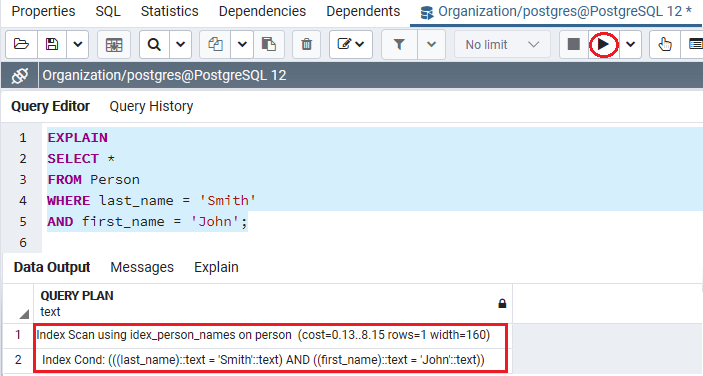 Properties SQL Statistics Dependencies Dependents Organization/postgres@PostgreSQL 12 *
No limit
Organization/postgres@PostgreSQL 12
Query Editor Query History
1 EXPLAIN
2 SELECT *
3 FROM Person
4 WHERE last_name = 'Smith'
5 AND first_name = 'John';
6
Data Output Messages Explain
QUERY PLAN
text
1 Index Scan using idex_person_names on person (cost=0.13..8.15 rows=1 width=160)
2 Index Cond: (((last_name)::text = 'Smith'::text) AND ((first_name)::text = 'John'::text))